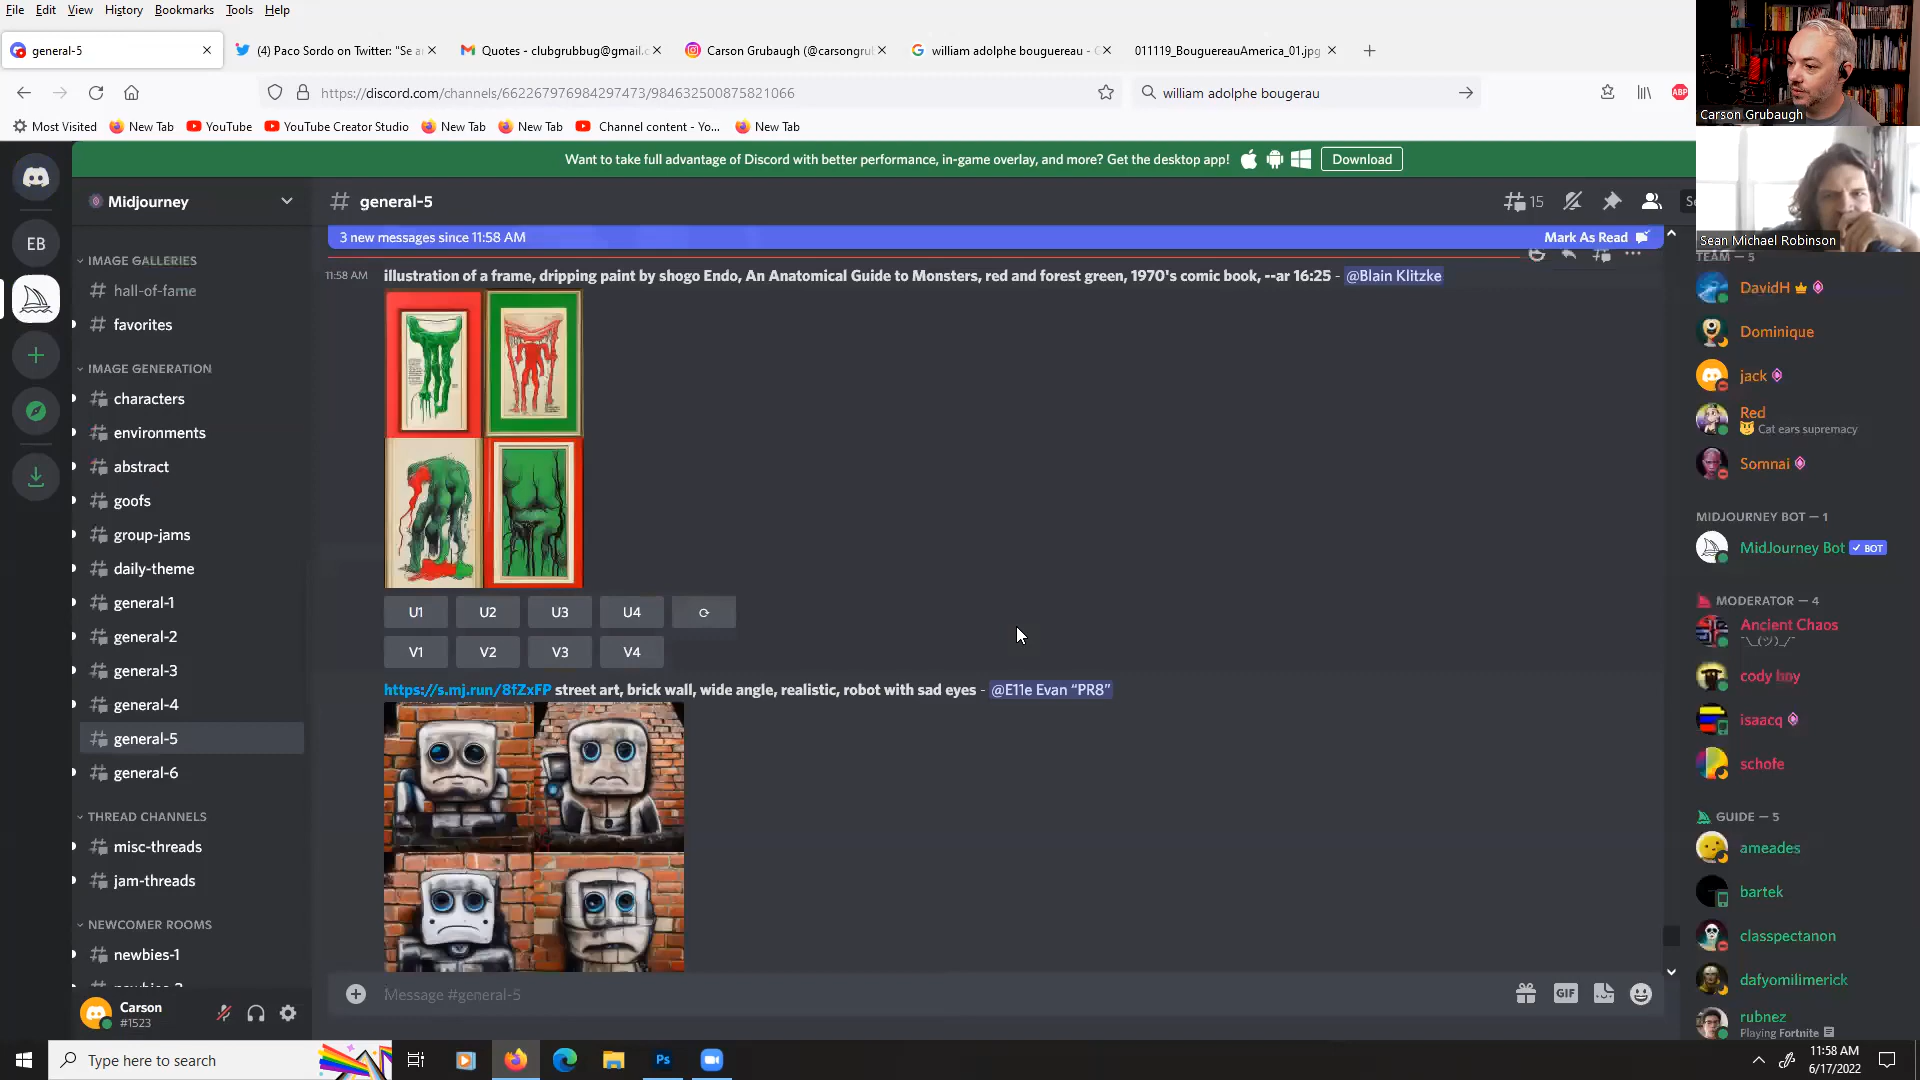 File Edit View History Bookmarks Tools Help
general-5
(4) Paco Sordo on Twitter: "Se a
Quotes - clubgrubbug@gmail.c
Carson Grubaugh (@carsongru
william adolphe bouguereau - G
011119_BouguereauAmerica_01.jpg
https://discord.com/channels/662267976984297473/984632500875821066
william adolphe bougerau
ABP
Most Visited New Tab YouTube YouTube Creator Studio New Tab New Tab Channel content - Yo... New Tab
Carson Grubaugh
Sean Michael Robinson
Want to take full advantage of Discord with better performance, in-game overlay, and more? Get the desktop app! Download
Midjourney
# general-5
15
Se
3 new messages since 11:58 AM
Mark As Read
EB
IMAGE GALLERIES
hall-of-fame
favorites
IMAGE GENERATION
characters
environments
abstract
goofs
group-jams
daily-theme
general-1
general-2
general-3
general-4
general-5
general-6
THREAD CHANNELS
misc-threads
jam-threads
NEWCOMER ROOMS
newbies-1
Carson
#1523
11:58 AM illustration of a frame, dripping paint by shogo Endo, An Anatomical Guide to Monsters, red and forest green, 1970's comic book, --ar 16:25 - @Blain Klitzke
U1 U2 U3 U4
V1 V2 V3 V4
https://s.mj.run/8fZxFP street art, brick wall, wide angle, realistic, robot with sad eyes - @E11e Evan “PR8”
Message #general-5
GIF
TEAM — 5
DavidH
Dominique
jack
Red
Cat ears supremacy
Somnai
MIDJOURNEY BOT — 1
MidJourney Bot BOT
MODERATOR — 4
Ancient Chaos
¯\_(ツ)_/¯
cody boy
isaacq
schofe
GUIDE — 5
ameades
bartek
classpectanon
dafyomilimerick
rubnez
Playing Fortnite
Type here to search
Ps
11:58 AM
6/17/2022